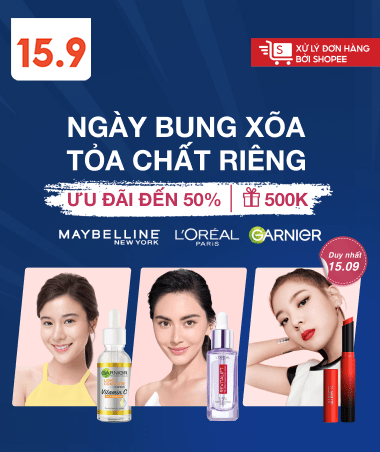 15.9
S
XỬ LÝ ĐƠN HÀNG
BỞI SHOPEE
NGÀY BUNG XÕA
TỎA CHẤT RIÊNG
ƯU ĐÃI ĐẾN 50%
500K
MAYBELLINE
NEW YORK
L'ORÉAL
PARIS
GARNIER
Duy nhất
15.09
GARNIER
Vitamin C
REVITALIFT